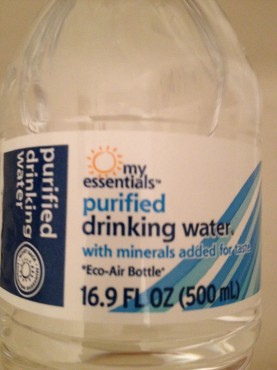 my
essentials™
purified
drinking water
with minerals added for taste
"Eco-Air Bottle"
16.9 FL OZ (500 mL)
purified
drinking
water